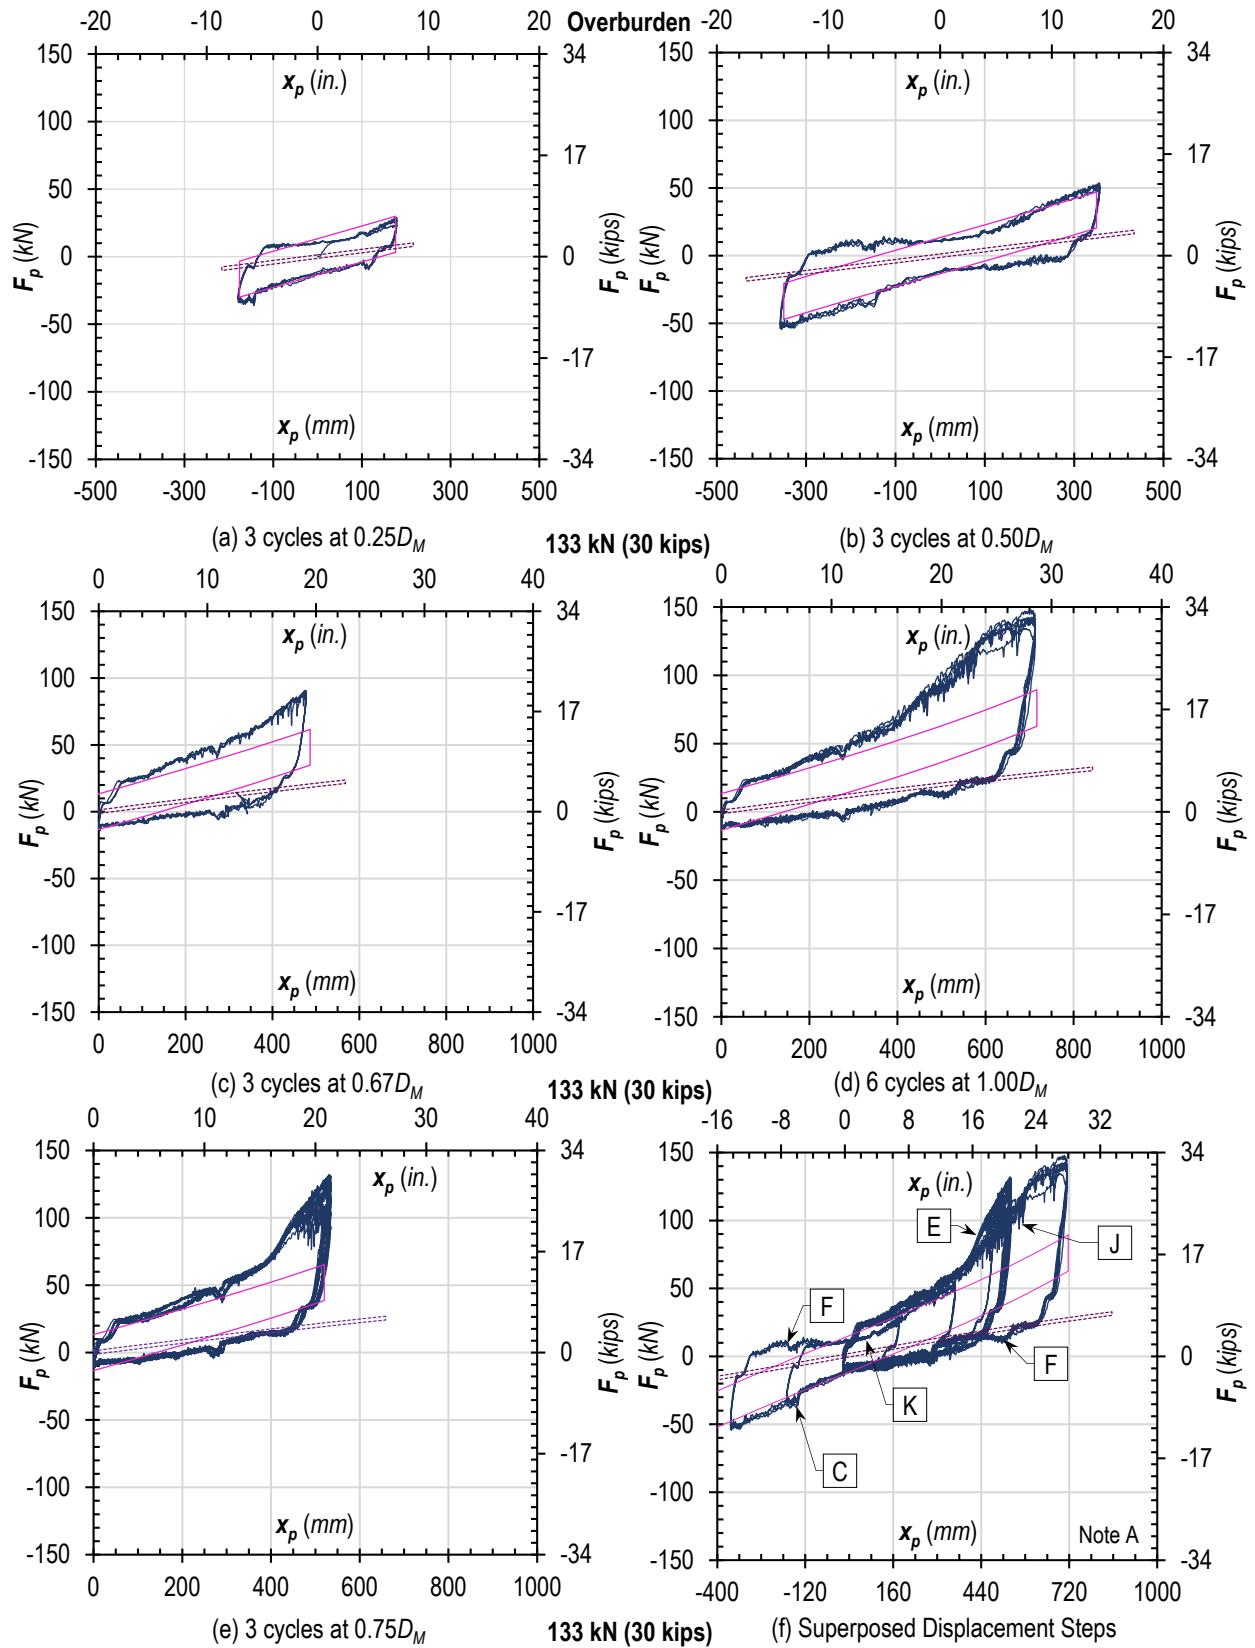 -20 -10 0 10 20 Overburden -20 -10 0 10 20
150 34 150 34
x_p (in.) x_p (in.)
100 100
17 17
50 50
F_p (kN) 0 0 F_p (kips) F_p (kN) 0 0 F_p (kips)
-50 -50
-17 -17
-100 -100
x_p (mm) x_p (mm)
-150 -34 -150 -34
-500 -300 -100 100 300 500 -500 -300 -100 100 300 500
(a) 3 cycles at 0.25D_M 133 kN (30 kips) (b) 3 cycles at 0.50D_M
0 10 20 30 40 0 10 20 30 40
150 34 150 34
x_p (in.) x_p (in.)
100 100
17 17
50 50
F_p (kN) 0 0 F_p (kips) F_p (kN) 0 0 F_p (kips)
-50 -50
-17 -17
-100 -100
x_p (mm) x_p (mm)
-150 -34 -150 -34
0 200 400 600 800 1000 0 200 400 600 800 1000
(c) 3 cycles at 0.67D_M 133 kN (30 kips) (d) 6 cycles at 1.00D_M
0 10 20 30 40 -16 -8 0 8 16 24 32
150 34 150 34
x_p (in.) x_p (in.)
100 E J 100
17 17
50 50
F
F_p (kN) 0 0 F_p (kips) F_p (kN) 0 F 0 F_p (kips)
K
-50 -50
-17 C -17
-100 -100
x_p (mm) x_p (mm) Note A
-150 -34 -150 -34
0 200 400 600 800 1000 -400 -120 160 440 720 1000
(e) 3 cycles at 0.75D_M 133 kN (30 kips) (f) Superposed Displacement Steps